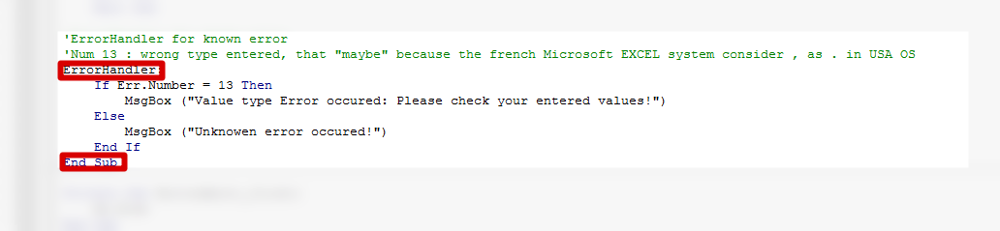 'ErrorHandler for known error
'Num 13 : wrong type entered, that "maybe" because the french Microsoft EXCEL system consider , as . in USA OS
ErrorHandler:
If Err.Number = 13 Then
MsgBox ("Value type Error occured: Please check your entered values!")
Else
MsgBox ("Unknowen error occured!")
End If
End Sub